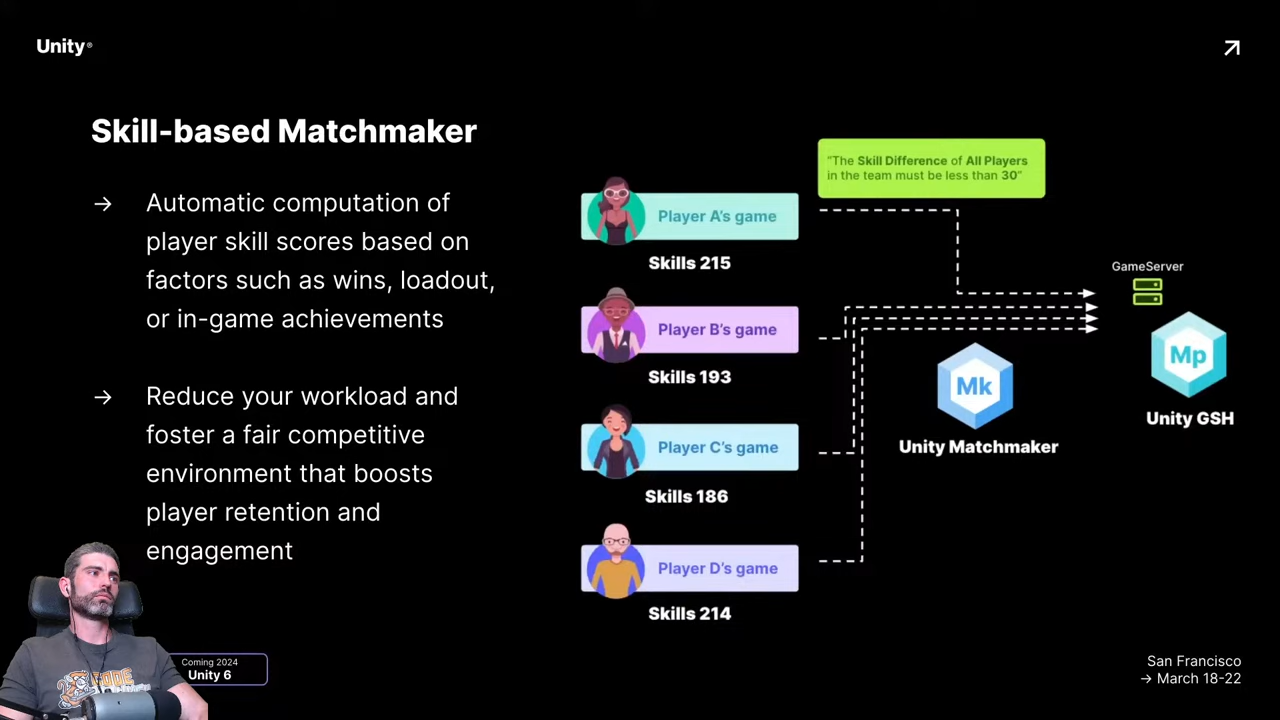 Unity®
Skill-based Matchmaker
→ Automatic computation of
player skill scores based on
factors such as wins, loadout,
or in-game achievements
→ Reduce your workload and
foster a fair competitive
environment that boosts
player retention and
engagement
"The Skill Difference of All Players
in the team must be less than 30"
Player A's game
Skills 215
Player B's game
Skills 193
Player C's game
Skills 186
Player D's game
Skills 214
GameServer
Mp
Unity GSH
Mk
Unity Matchmaker
Coming 2024
Unity 6
San Francisco
→ March 18-22